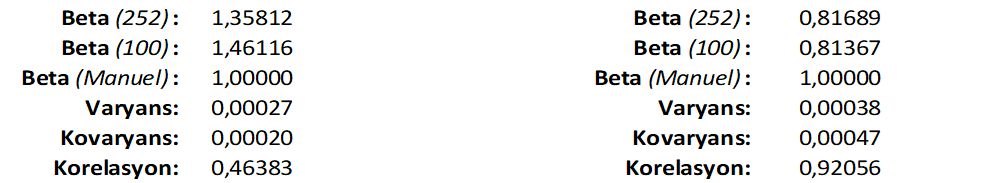 Beta (252) : 1,35812
Beta (100) : 1,46116
Beta (Manuel) : 1,00000
Varyans: 0,00027
Kovaryans: 0,00020
Korelasyon: 0,46383
Beta (252) : 0,81689
Beta (100) : 0,81367
Beta (Manuel) : 1,00000
Varyans: 0,00038
Kovaryans: 0,00047
Korelasyon: 0,92056